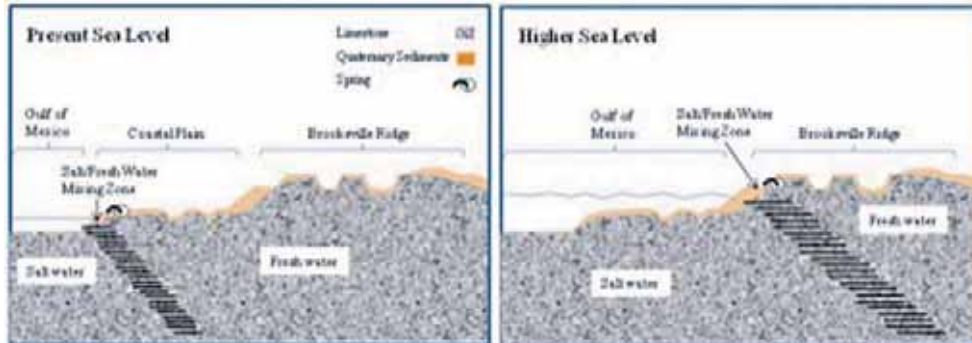 Present Sea Level
Limestone
Quaternary Sediments
Spring
Gulf of
Mexico
Coastal Plain
Brooksville Ridge
Salt/Fresh Water
Mixing Zone
Salt water
Fresh water
Higher Sea Level
Gulf of
Mexico
Salt/Fresh Water
Mixing Zone
Brooksville Ridge
Fresh water
Salt water